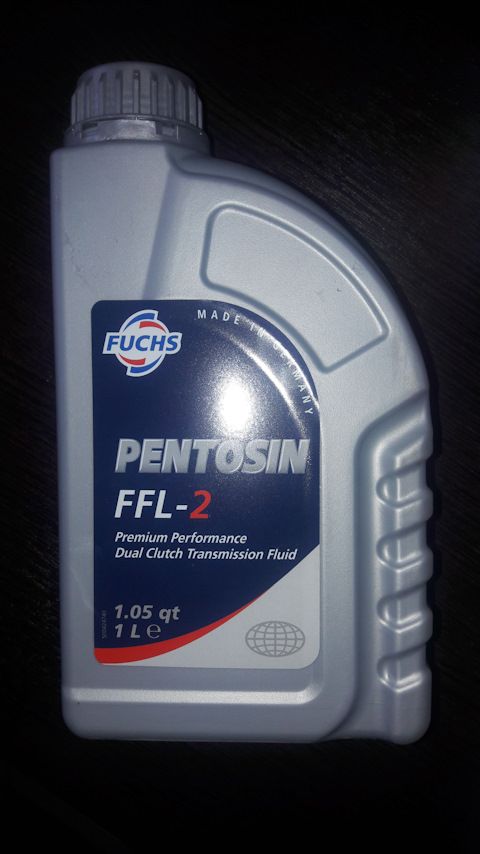 MADE IN GERMANY
FUCHS
PENTOSIN
FFL-2
Premium Performance
Dual Clutch Transmission Fluid
1.05 qt
1 L ℮